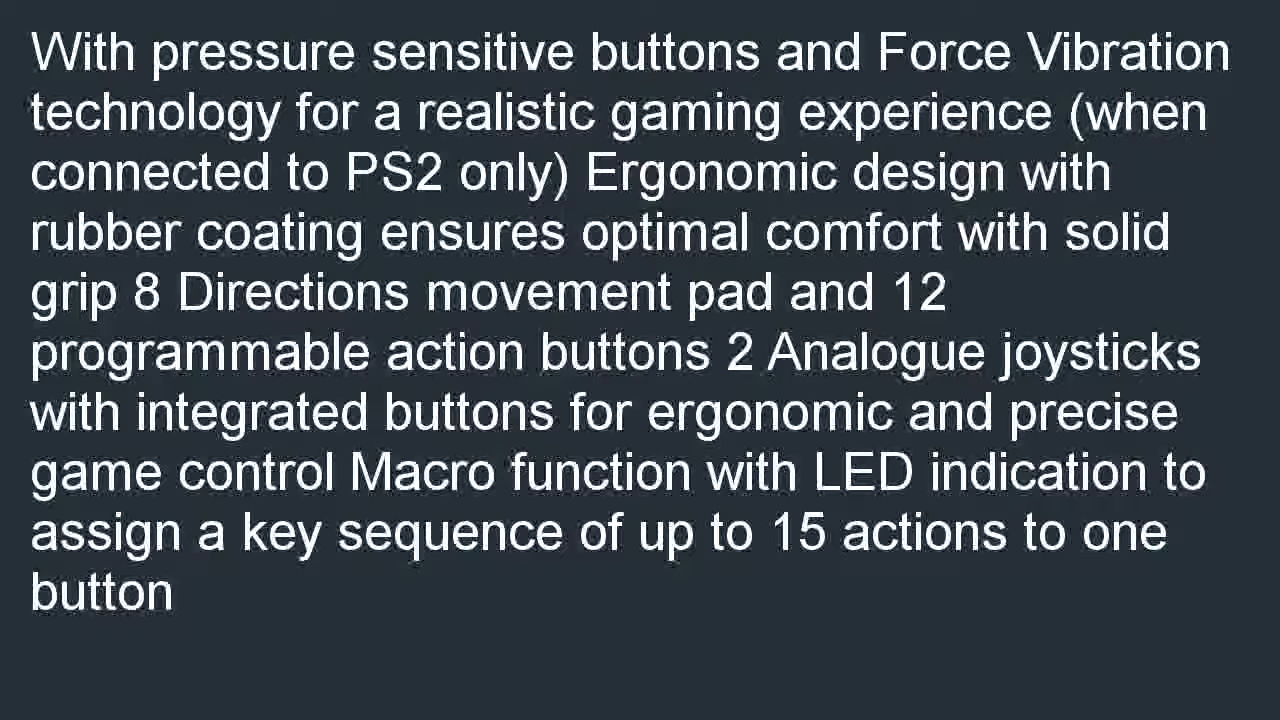 With pressure sensitive buttons and Force Vibration
technology for a realistic gaming experience (when
connected to PS2 only) Ergonomic design with
rubber coating ensures optimal comfort with solid
grip 8 Directions movement pad and 12
programmable action buttons 2 Analogue joysticks
with integrated buttons for ergonomic and precise
game control Macro function with LED indication to
assign a key sequence of up to 15 actions to one
button